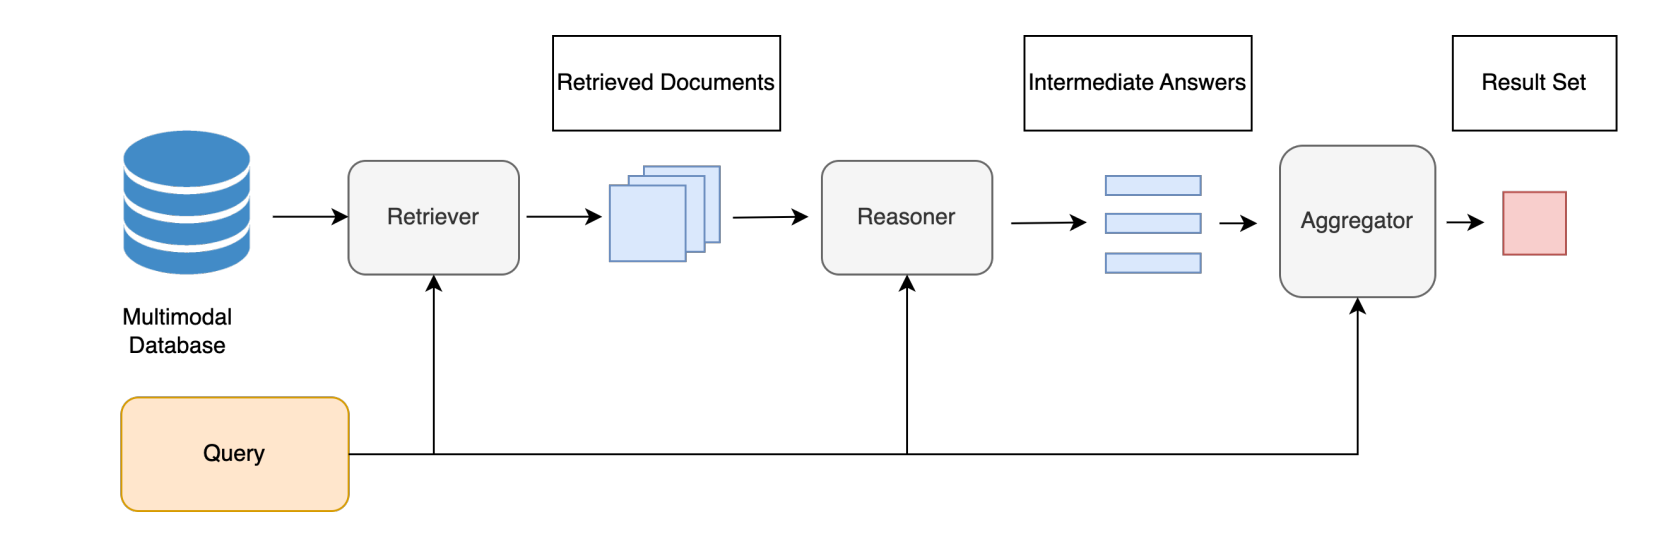 Retrieved Documents
Intermediate Answers
Result Set
Retriever
Reasoner
Aggregator
Multimodal
Database
Query